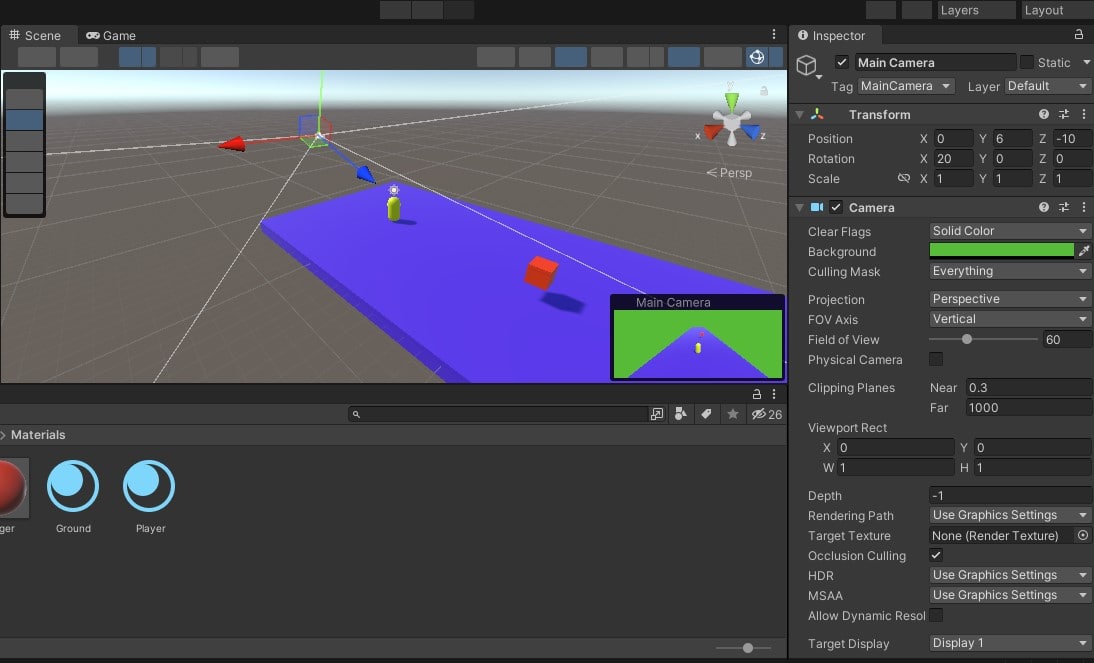 Layers Layout
Scene Game
Inspector
Main Camera Static
Tag MainCamera Layer Default
Transform
Position X 0 Y 6 Z -10
Rotation X 20 Y 0 Z 0
Scale X 1 Y 1 Z 1
y
x z
Persp
Camera
Clear Flags Solid Color
Background
Culling Mask Everything
Projection Perspective
FOV Axis Vertical
Field of View 60
Physical Camera
Clipping Planes Near 0.3
Far 1000
Viewport Rect
X 0 Y 0
W 1 H 1
Depth -1
Rendering Path Use Graphics Settings
Target Texture None (Render Texture)
Occlusion Culling
HDR Use Graphics Settings
MSAA Use Graphics Settings
Allow Dynamic Resol
Target Display Display 1
Main Camera
26
Materials
ger Ground Player